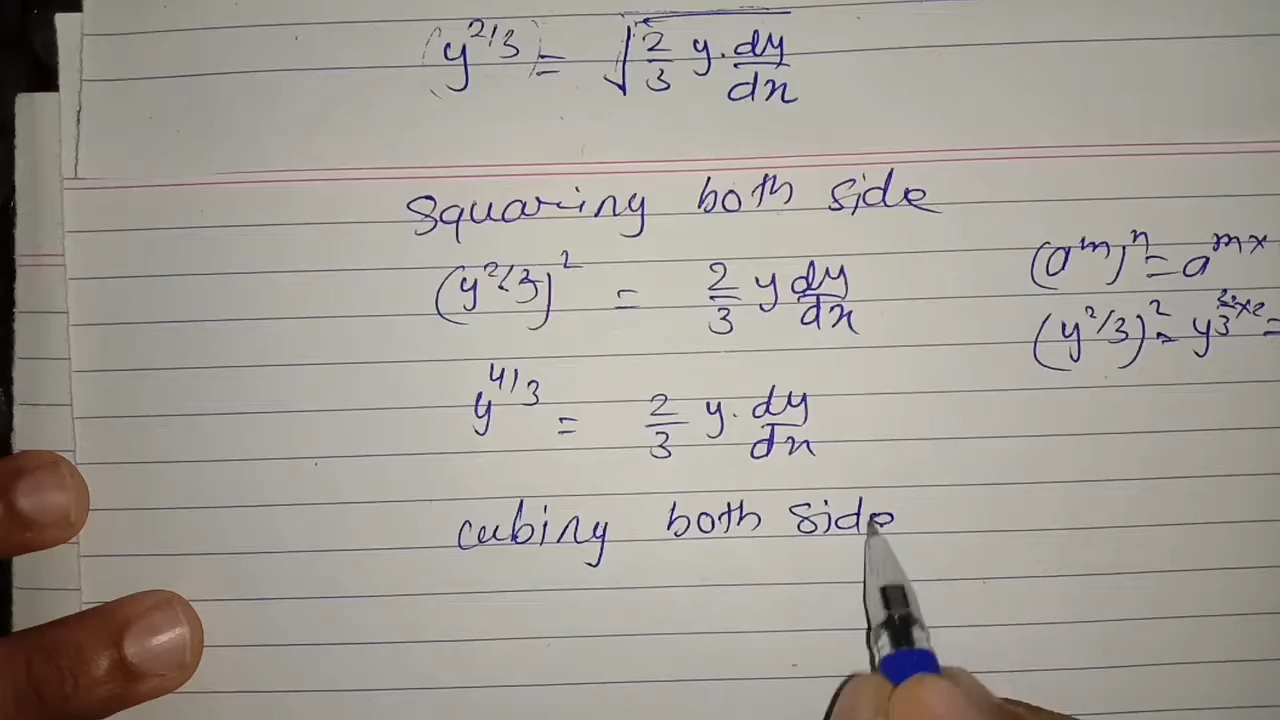 (y^{2/3}) = √(2/3 y. dy/dx)
Squaring both side
(y^{2/3})^2 = 2/3 y dy/dx
(a^m)^n = a^{m×
(y^{2/3})^2 = y^{2/3 ×2} =
y^{4/3} = 2/3 y. dy/dx
cubing both side